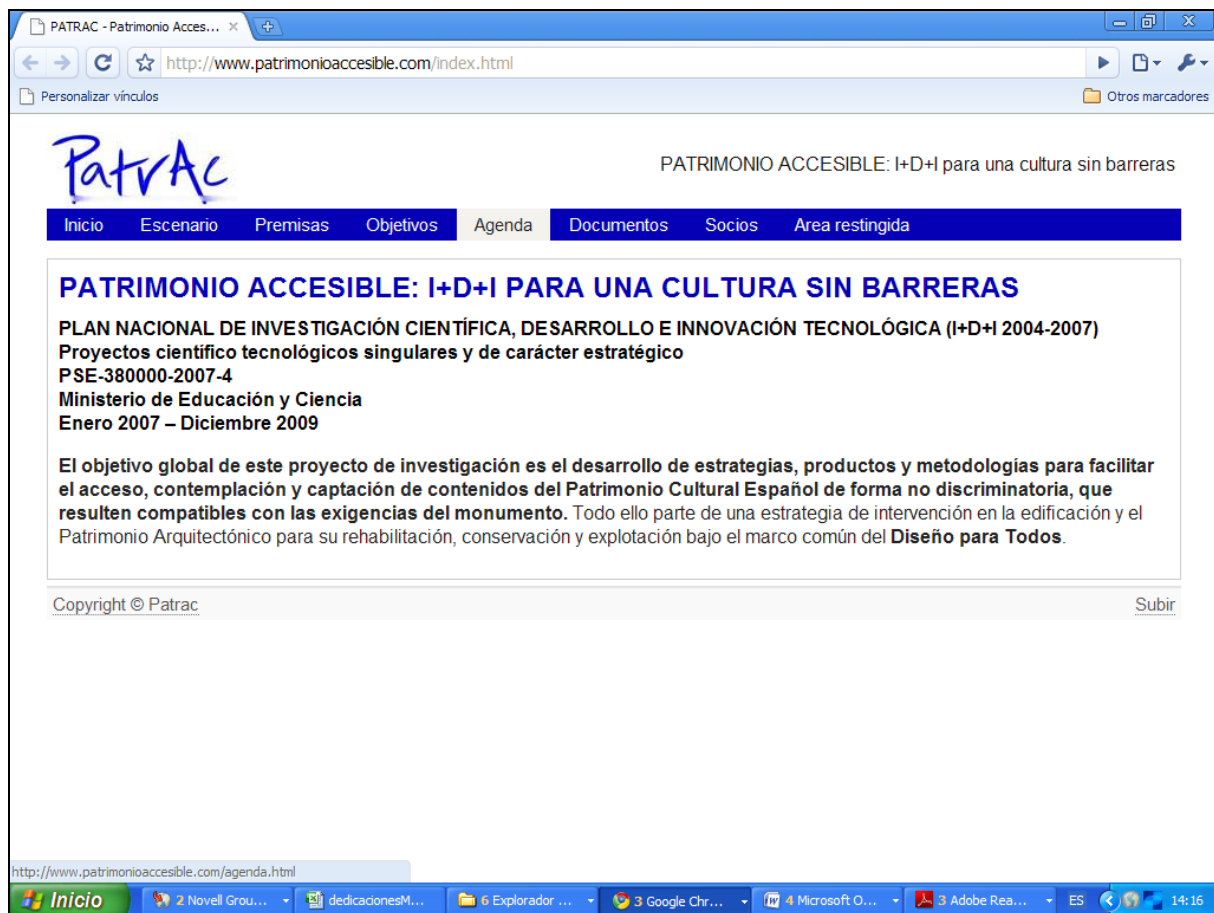 PATRAC - Patrimonio Acces...
http://www.patrimonioaccesible.com/index.html
Personalizar vínculos
Otros marcadores
PatrAc
PATRIMONIO ACCESIBLE: I+D+I para una cultura sin barreras
Inicio Escenario Premisas Objetivos Agenda Documentos Socios Area restingida
PATRIMONIO ACCESIBLE: I+D+I PARA UNA CULTURA SIN BARRERAS
PLAN NACIONAL DE INVESTIGACIÓN CIENTÍFICA, DESARROLLO E INNOVACIÓN TECNOLÓGICA (I+D+I 2004-2007)
Proyectos científico tecnológicos singulares y de carácter estratégico
PSE-380000-2007-4
Ministerio de Educación y Ciencia
Enero 2007 – Diciembre 2009
El objetivo global de este proyecto de investigación es el desarrollo de estrategias, productos y metodologías para facilitar
el acceso, contemplación y captación de contenidos del Patrimonio Cultural Español de forma no discriminatoria, que
resulten compatibles con las exigencias del monumento. Todo ello parte de una estrategia de intervención en la edificación y el
Patrimonio Arquitectónico para su rehabilitación, conservación y explotación bajo el marco común del Diseño para Todos.
Copyright © Patrac
Subir
http://www.patrimonioaccesible.com/agenda.html
Inicio 2 Novell Grou... dedicacionesM... 6 Explorador ... 3 Google Chr... 4 Microsoft O... 3 Adobe Rea... ES 14:16